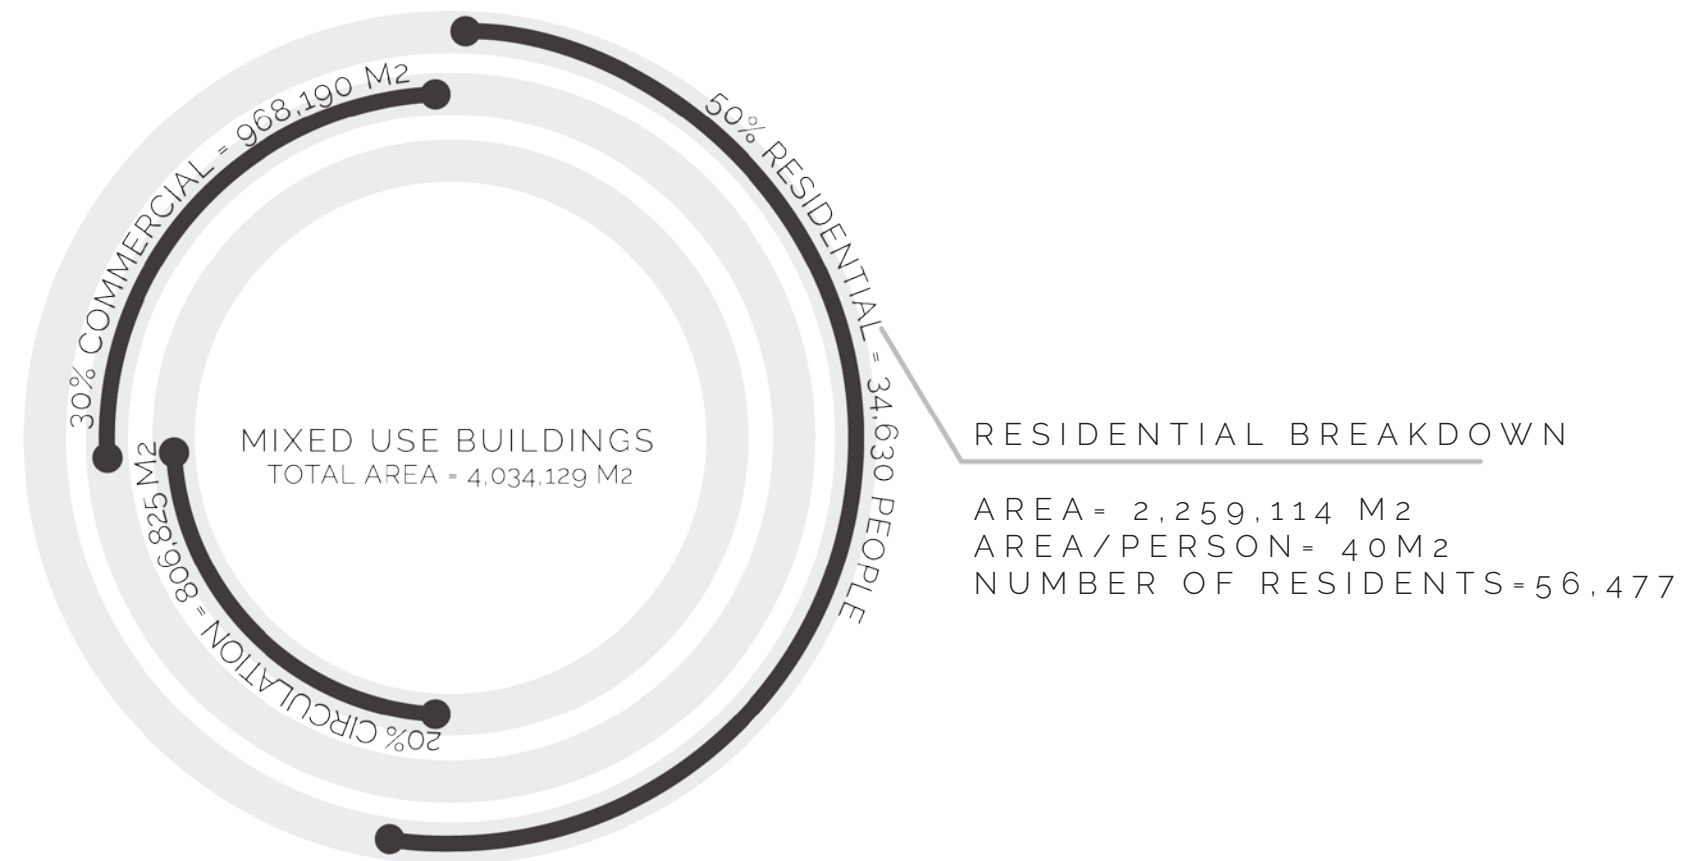 30% COMMERCIAL = 968,190 M2
50% RESIDENTIAL = 34,630 PEOPLE
20% CIRCULATION = 806,825 M2
MIXED USE BUILDINGS
TOTAL AREA = 4,034,129 M2
RESIDENTIAL BREAKDOWN
AREA= 2,259,114 M2
AREA/PERSON= 40M2
NUMBER OF RESIDENTS=56,477